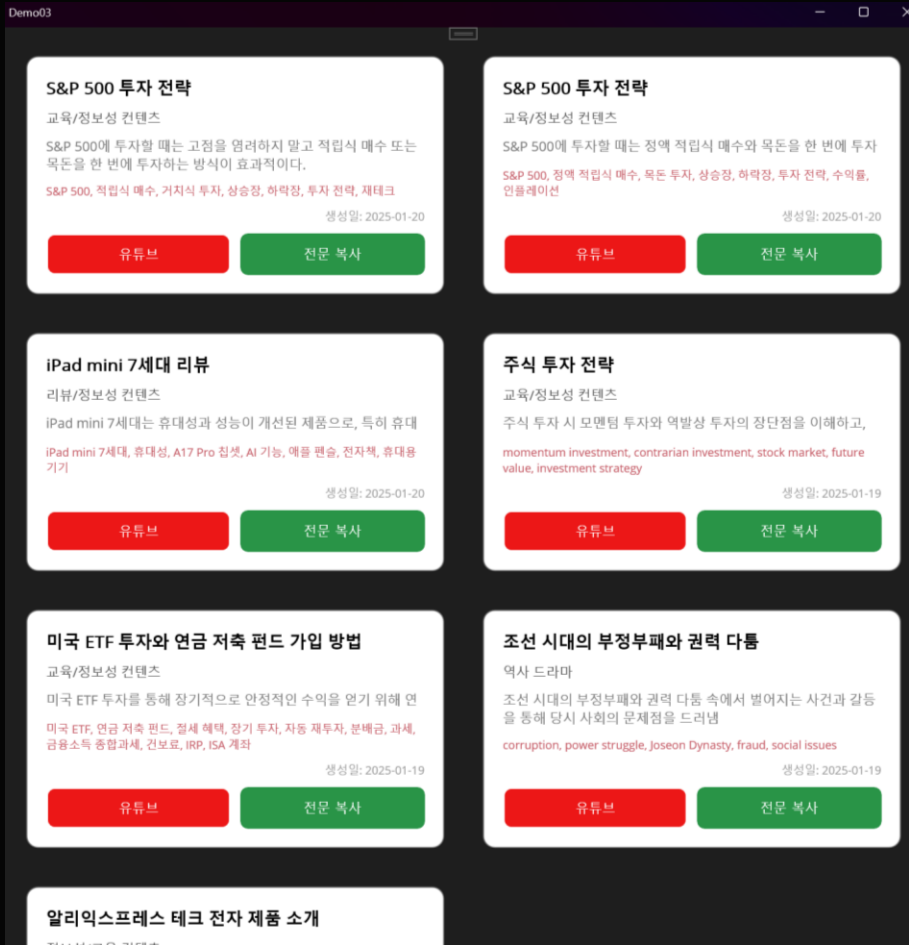 Demo03
S&P 500 투자 전략
교육/정보성 컨텐츠
S&P 500에 투자할 때는 고점을 염려하지 말고 적립식 매수 또는
목돈을 한 번에 투자하는 방식이 효과적이다.
S&P 500, 적립식 매수, 거치식 투자, 상승장, 하락장, 투자 전략, 재테크
생성일: 2025-01-20
유튜브
전문 복사
S&P 500 투자 전략
교육/정보성 컨텐츠
S&P 500에 투자할 때는 정액 적립식 매수와 목돈을 한 번에 투자
S&P 500, 정액 적립식 매수, 목돈 투자, 상승장, 하락장, 투자 전략, 수익률,
인플레이션
생성일: 2025-01-20
유튜브
전문 복사
iPad mini 7세대 리뷰
리뷰/정보성 컨텐츠
iPad mini 7세대는 휴대성과 성능이 개선된 제품으로, 특히 휴대
iPad mini 7세대, 휴대성, A17 Pro 칩셋, AI 기능, 애플 펜슬, 전자책, 휴대용
기기
생성일: 2025-01-20
유튜브
전문 복사
주식 투자 전략
교육/정보성 컨텐츠
주식 투자 시 모멘텀 투자와 역발상 투자의 장단점을 이해하고,
momentum investment, contrarian investment, stock market, future
value, investment strategy
생성일: 2025-01-19
유튜브
전문 복사
미국 ETF 투자와 연금 저축 펀드 가입 방법
교육/정보성 컨텐츠
미국 ETF 투자를 통해 장기적으로 안정적인 수익을 얻기 위해 연
미국 ETF, 연금 저축 펀드, 절세 혜택, 장기 투자, 자동 재투자, 분배금, 과세,
금융소득 종합과세, 건보료, IRP, ISA 계좌
생성일: 2025-01-19
유튜브
전문 복사
조선 시대의 부정부패와 권력 다툼
역사 드라마
조선 시대의 부정부패와 권력 다툼 속에서 벌어지는 사건과 갈등
을 통해 당시 사회의 문제점을 드러냄
corruption, power struggle, Joseon Dynasty, fraud, social issues
생성일: 2025-01-19
유튜브
전문 복사
알리익스프레스 테크 전자 제품 소개